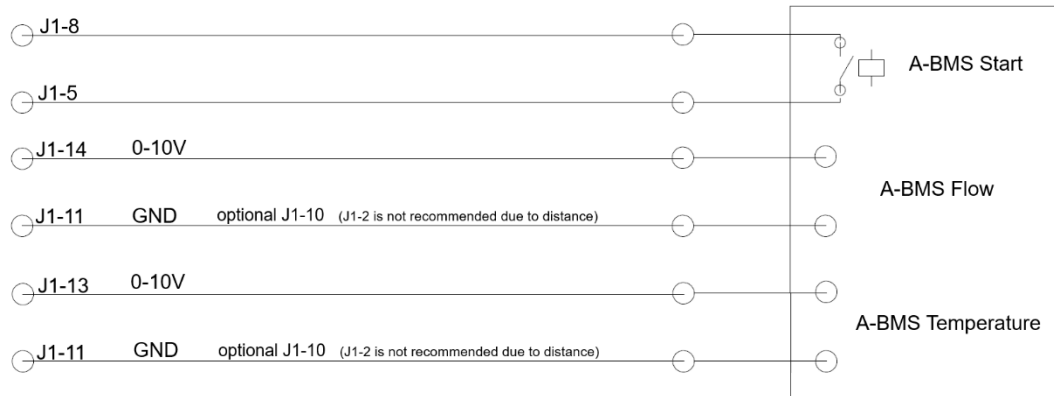 J1-8
A-BMS Start
J1-5
J1-14 0-10V
A-BMS Flow
J1-11 GND optional J1-10 (J1-2 is not recommended due to distance)
J1-13 0-10V
A-BMS Temperature
J1-11 GND optional J1-10 (J1-2 is not recommended due to distance)